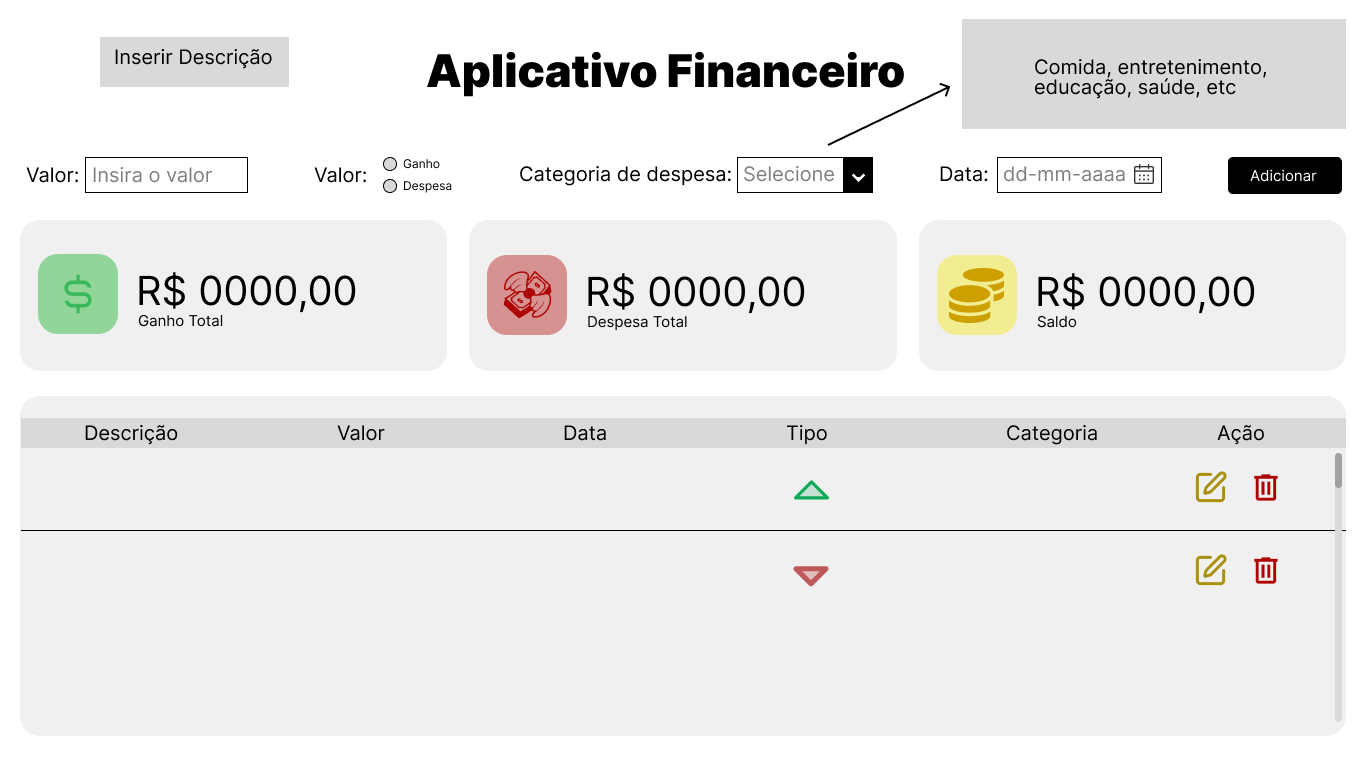 Inserir Descrição
Aplicativo Financeiro
Comida, entretenimento,
educação, saúde, etc
Valor: Insira o valor
Valor:
Ganho
Despesa
Categoria de despesa: Selecione
Data: dd-mm-aaaa
Adicionar
R$ 0000,00
Ganho Total
R$ 0000,00
Despesa Total
R$ 0000,00
Saldo
Descrição Valor Data Tipo Categoria Ação